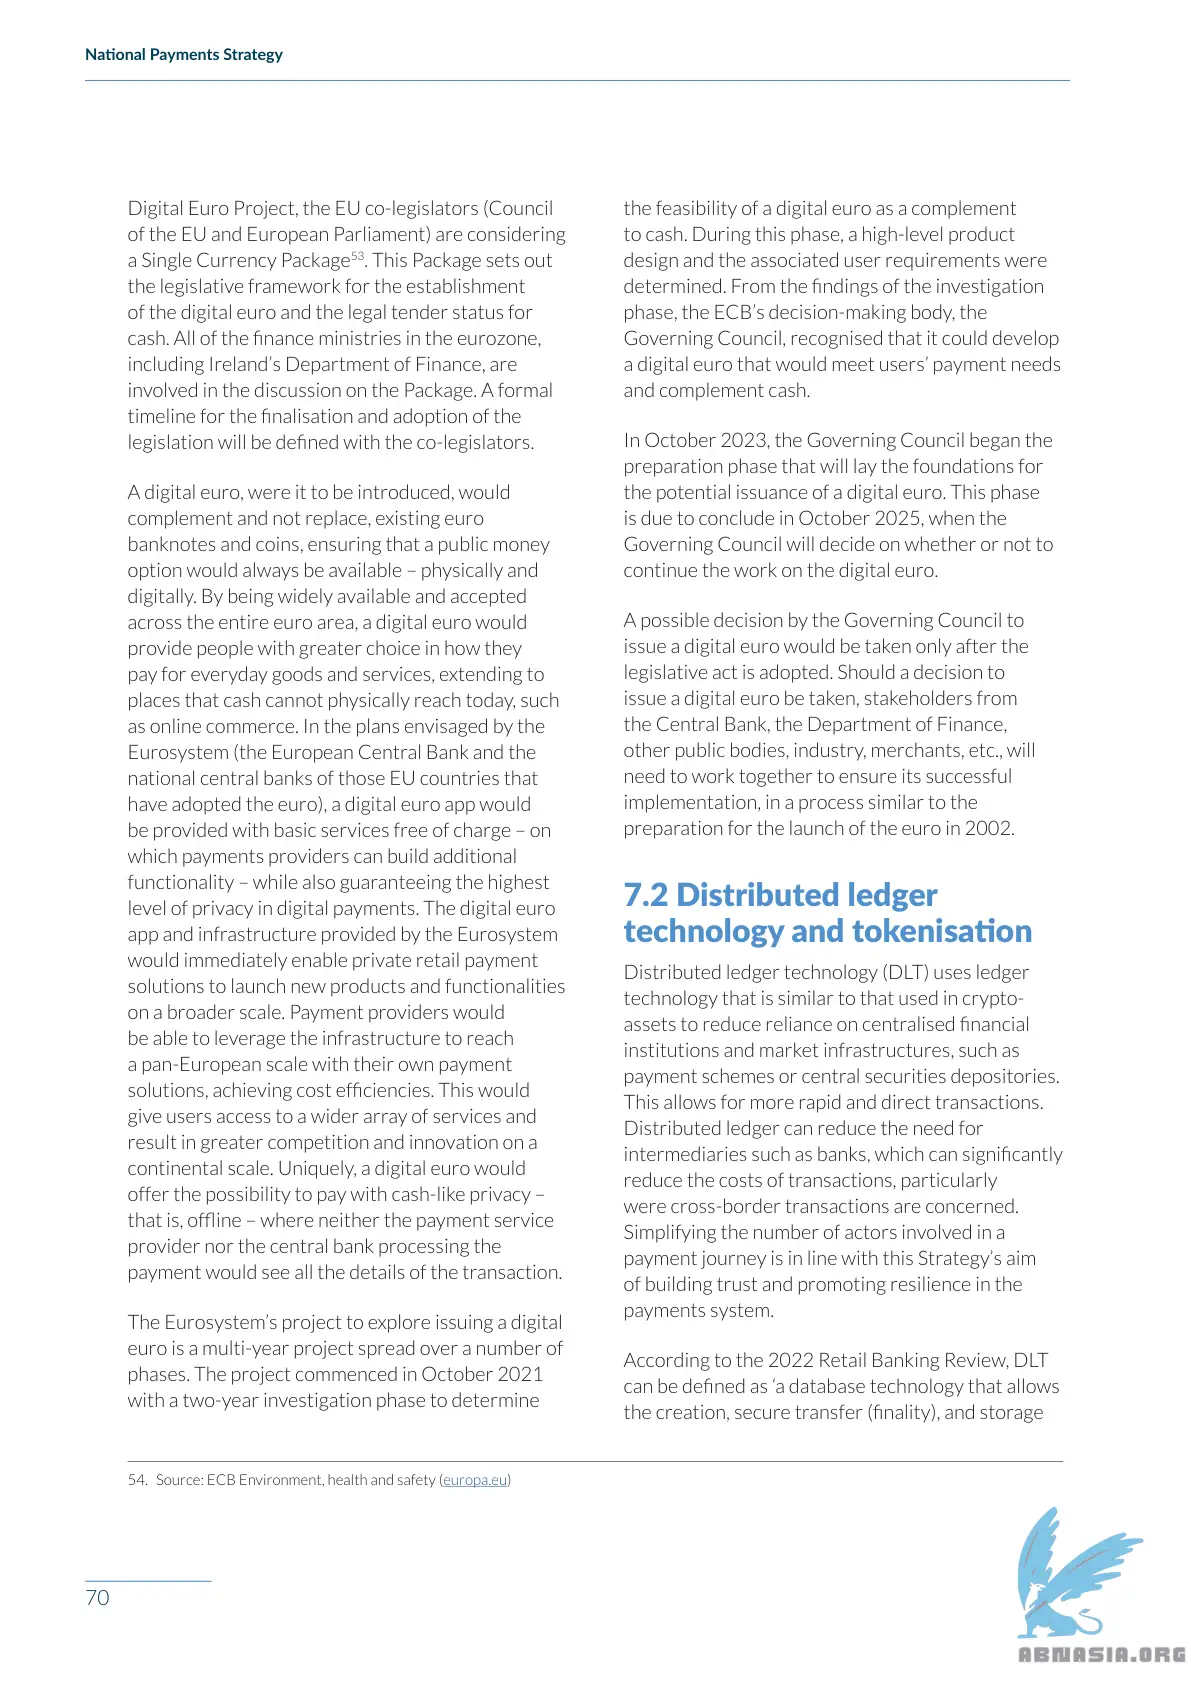 National Payments Strategy
Digital Euro Project, the EU co-legislators (Council
of the EU and European Parliament) are considering
a Single Currency Package53. This Package sets out
the legislative framework for the establishment
of the digital euro and the legal tender status for
cash. All of the finance ministries in the eurozone,
including Ireland’s Department of Finance, are
involved in the discussion on the Package. A formal
timeline for the finalisation and adoption of the
legislation will be defined with the co-legislators.
A digital euro, were it to be introduced, would
complement and not replace, existing euro
banknotes and coins, ensuring that a public money
option would always be available – physically and
digitally. By being widely available and accepted
across the entire euro area, a digital euro would
provide people with greater choice in how they
pay for everyday goods and services, extending to
places that cash cannot physically reach today, such
as online commerce. In the plans envisaged by the
Eurosystem (the European Central Bank and the
national central banks of those EU countries that
have adopted the euro), a digital euro app would
be provided with basic services free of charge – on
which payments providers can build additional
functionality – while also guaranteeing the highest
level of privacy in digital payments. The digital euro
app and infrastructure provided by the Eurosystem
would immediately enable private retail payment
solutions to launch new products and functionalities
on a broader scale. Payment providers would
be able to leverage the infrastructure to reach
a pan-European scale with their own payment
solutions, achieving cost efficiencies. This would
give users access to a wider array of services and
result in greater competition and innovation on a
continental scale. Uniquely, a digital euro would
offer the possibility to pay with cash-like privacy –
that is, offline – where neither the payment service
provider nor the central bank processing the
payment would see all the details of the transaction.
The Eurosystem’s project to explore issuing a digital
euro is a multi-year project spread over a number of
phases. The project commenced in October 2021
with a two-year investigation phase to determine
the feasibility of a digital euro as a complement
to cash. During this phase, a high-level product
design and the associated user requirements were
determined. From the findings of the investigation
phase, the ECB’s decision-making body, the
Governing Council, recognised that it could develop
a digital euro that would meet users’ payment needs
and complement cash.
In October 2023, the Governing Council began the
preparation phase that will lay the foundations for
the potential issuance of a digital euro. This phase
is due to conclude in October 2025, when the
Governing Council will decide on whether or not to
continue the work on the digital euro.
A possible decision by the Governing Council to
issue a digital euro would be taken only after the
legislative act is adopted. Should a decision to
issue a digital euro be taken, stakeholders from
the Central Bank, the Department of Finance,
other public bodies, industry, merchants, etc., will
need to work together to ensure its successful
implementation, in a process similar to the
preparation for the launch of the euro in 2002.
7.2 Distributed ledger
technology and tokenisation
Distributed ledger technology (DLT) uses ledger
technology that is similar to that used in crypto-
assets to reduce reliance on centralised financial
institutions and market infrastructures, such as
payment schemes or central securities depositories.
This allows for more rapid and direct transactions.
Distributed ledger can reduce the need for
intermediaries such as banks, which can significantly
reduce the costs of transactions, particularly
were cross-border transactions are concerned.
Simplifying the number of actors involved in a
payment journey is in line with this Strategy’s aim
of building trust and promoting resilience in the
payments system.
According to the 2022 Retail Banking Review, DLT
can be defined as ‘a database technology that allows
the creation, secure transfer (finality), and storage
54. Source: ECB Environment, health and safety (europa.eu)
70
ABNASIA.ORG